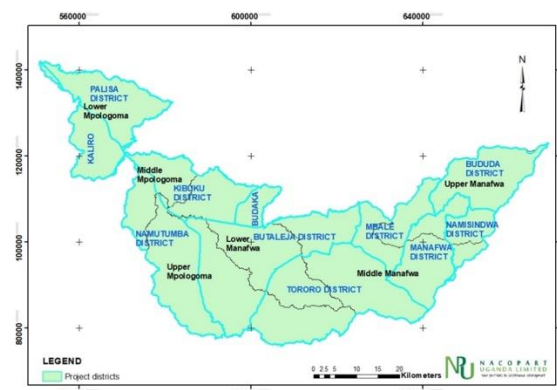 560000
600000
640000
140000
N
PALISA
DISTRICT
Lower
Mpologoma
KALIRO
120000
Middle
Mpologoma
KIBUKU
DISTRICT
BUDAKA
BUDUDA
DISTRICT
Upper Manafwa
100000
NAMUTUMBA
DISTRICT
Lower
Manafwa
BUTALEJA DISTRICT
MBALE
DISTRICT
MANAFWA
DISTRICT
NAMISINDWA
DISTRICT
Upper
Mpologoma
Middle Manafwa
TORORO DISTRICT
80000
LEGEND
Project districts
0 2.5 5 10 15 20
Kilometers
NPU
NACOPART
UGANDA LIMITED